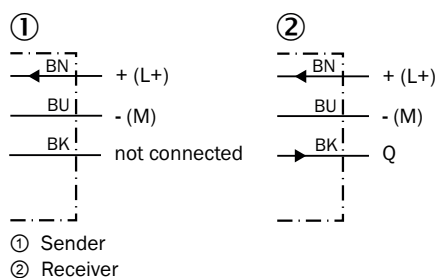 ① ②
BN + (L+) BN + (L+)
BU - (M) BU - (M)
BK not connected BK Q
① Sender
② Receiver